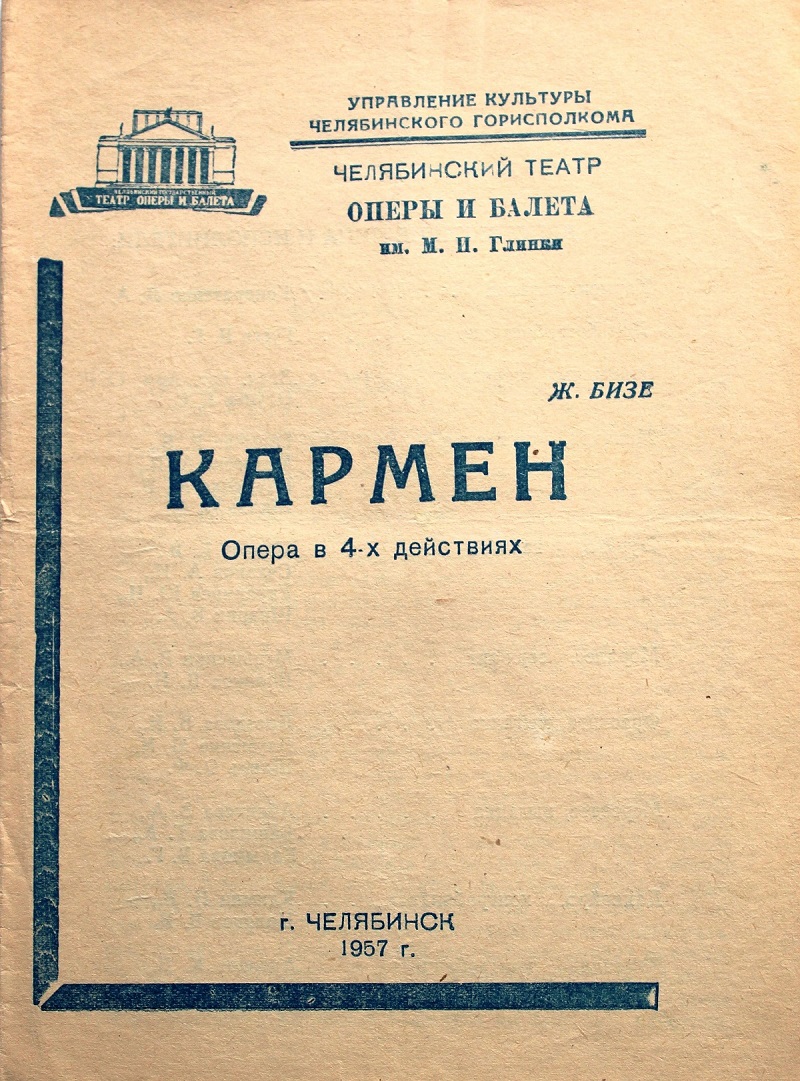 УПРАВЛЕНИЕ КУЛЬТУРЫ
ЧЕЛЯБИНСКОГО ГОРИСПОЛКОМА
ЧЕЛЯБИНСКИЙ ГОСУДАРСТВЕННЫЙ
ТЕАТР ОПЕРЫ И БАЛЕТА
ЧЕЛЯБИНСКИЙ ТЕАТР
ОПЕРЫ И БАЛЕТА
им. М. И. Глинки
Ж. БИЗЕ
КАРМЕН
Опера в 4-х действиях
г. ЧЕЛЯБИНСК
1957 г.